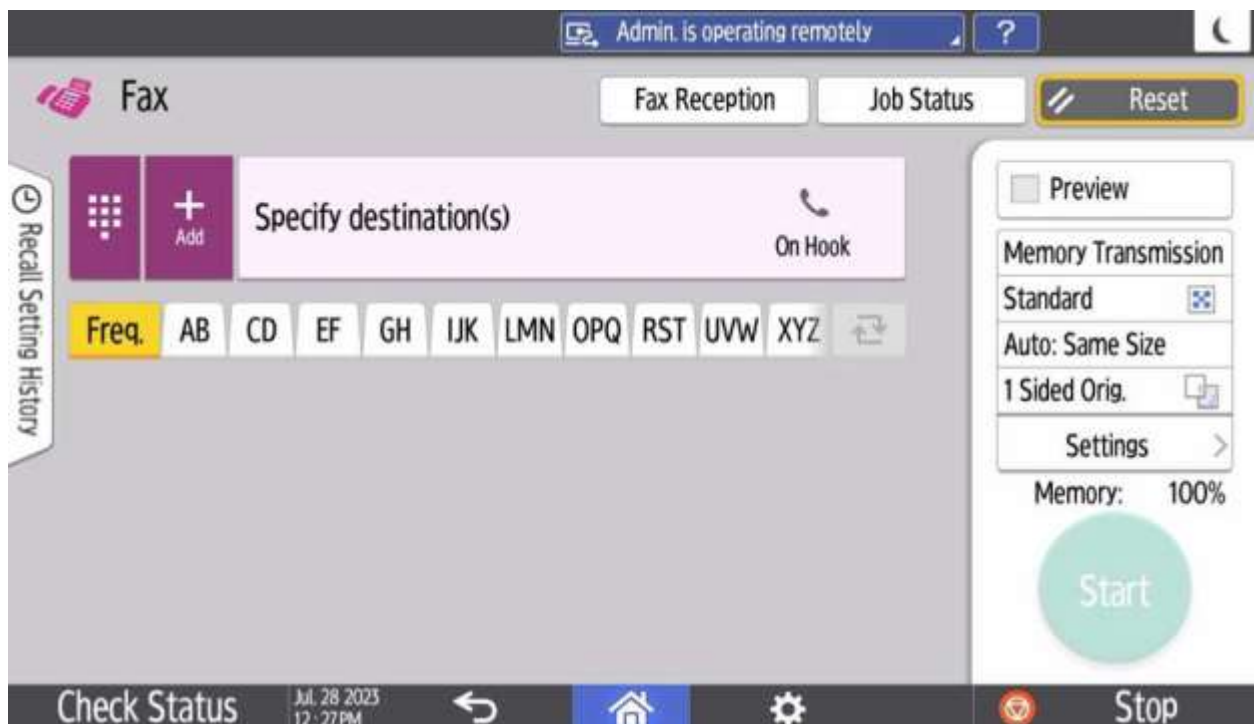 Admin. is operating remotely
?
Fax
Fax Reception
Job Status
Reset
Recall Setting History
Add
Specify destination(s)
On Hook
Freq. AB CD EF GH IJK LMN OPQ RST UVW XYZ
Preview
Memory Transmission
Standard
Auto: Same Size
1 Sided Orig.
Settings
Memory: 100%
Start
Check Status
Jul. 28 2023
12:27 PM
Stop